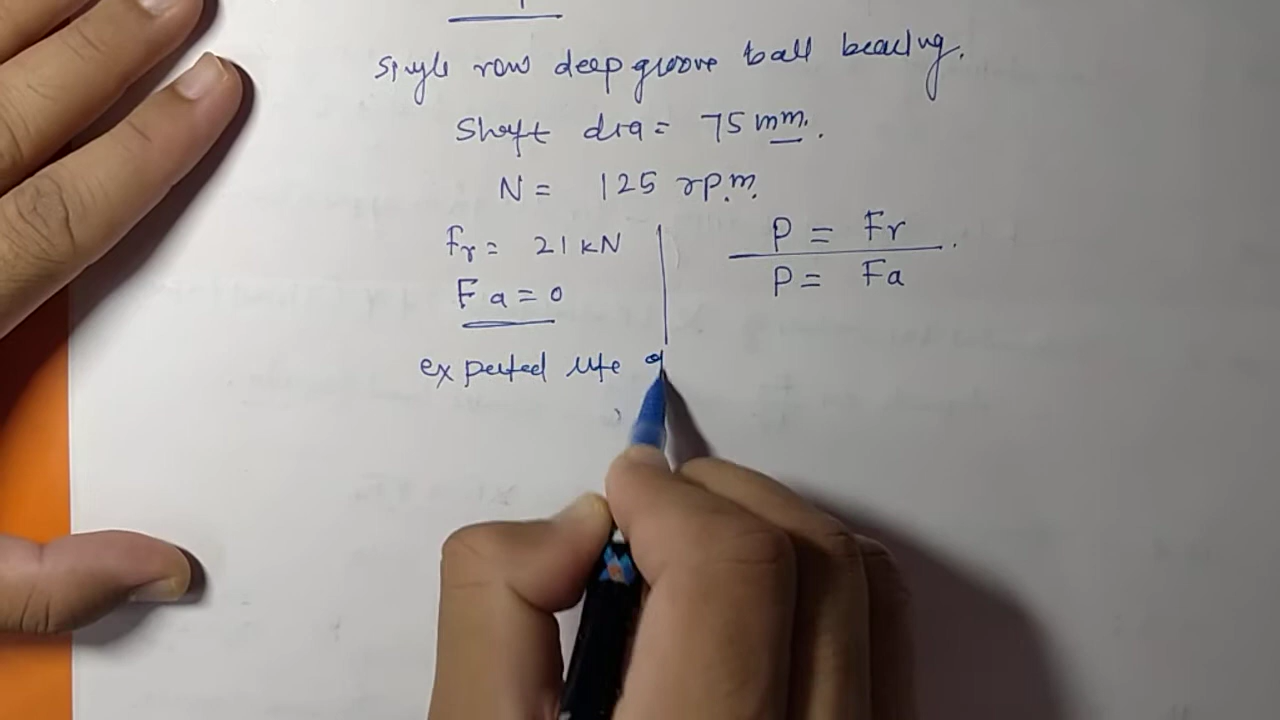 single row deep groove ball bearing.
Shaft dia = 75 mm.
N = 125 r.p.m.
Fr = 21 kN
P = Fr
Fa = 0
P = Fa
expected life of